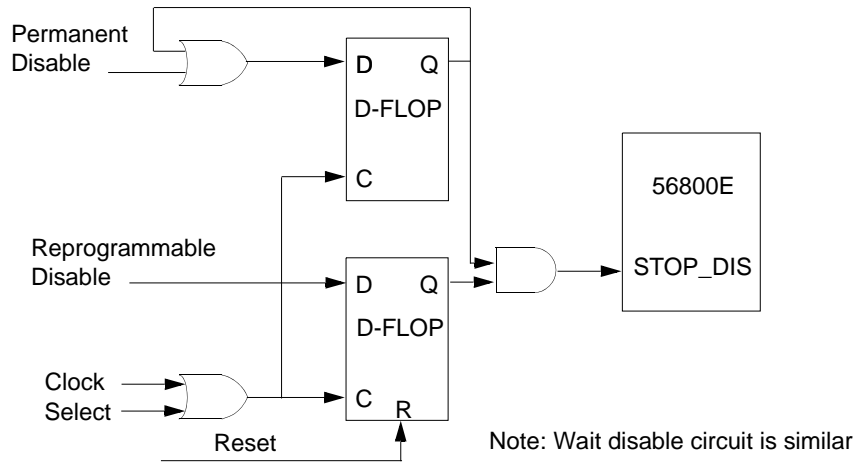 Permanent
Disable
D
Q
D-FLOP
C
56800E
STOP_DIS
Reprogrammable
Disable
D
Q
D-FLOP
C
R
Clock
Select
Reset
Note: Wait disable circuit is similar